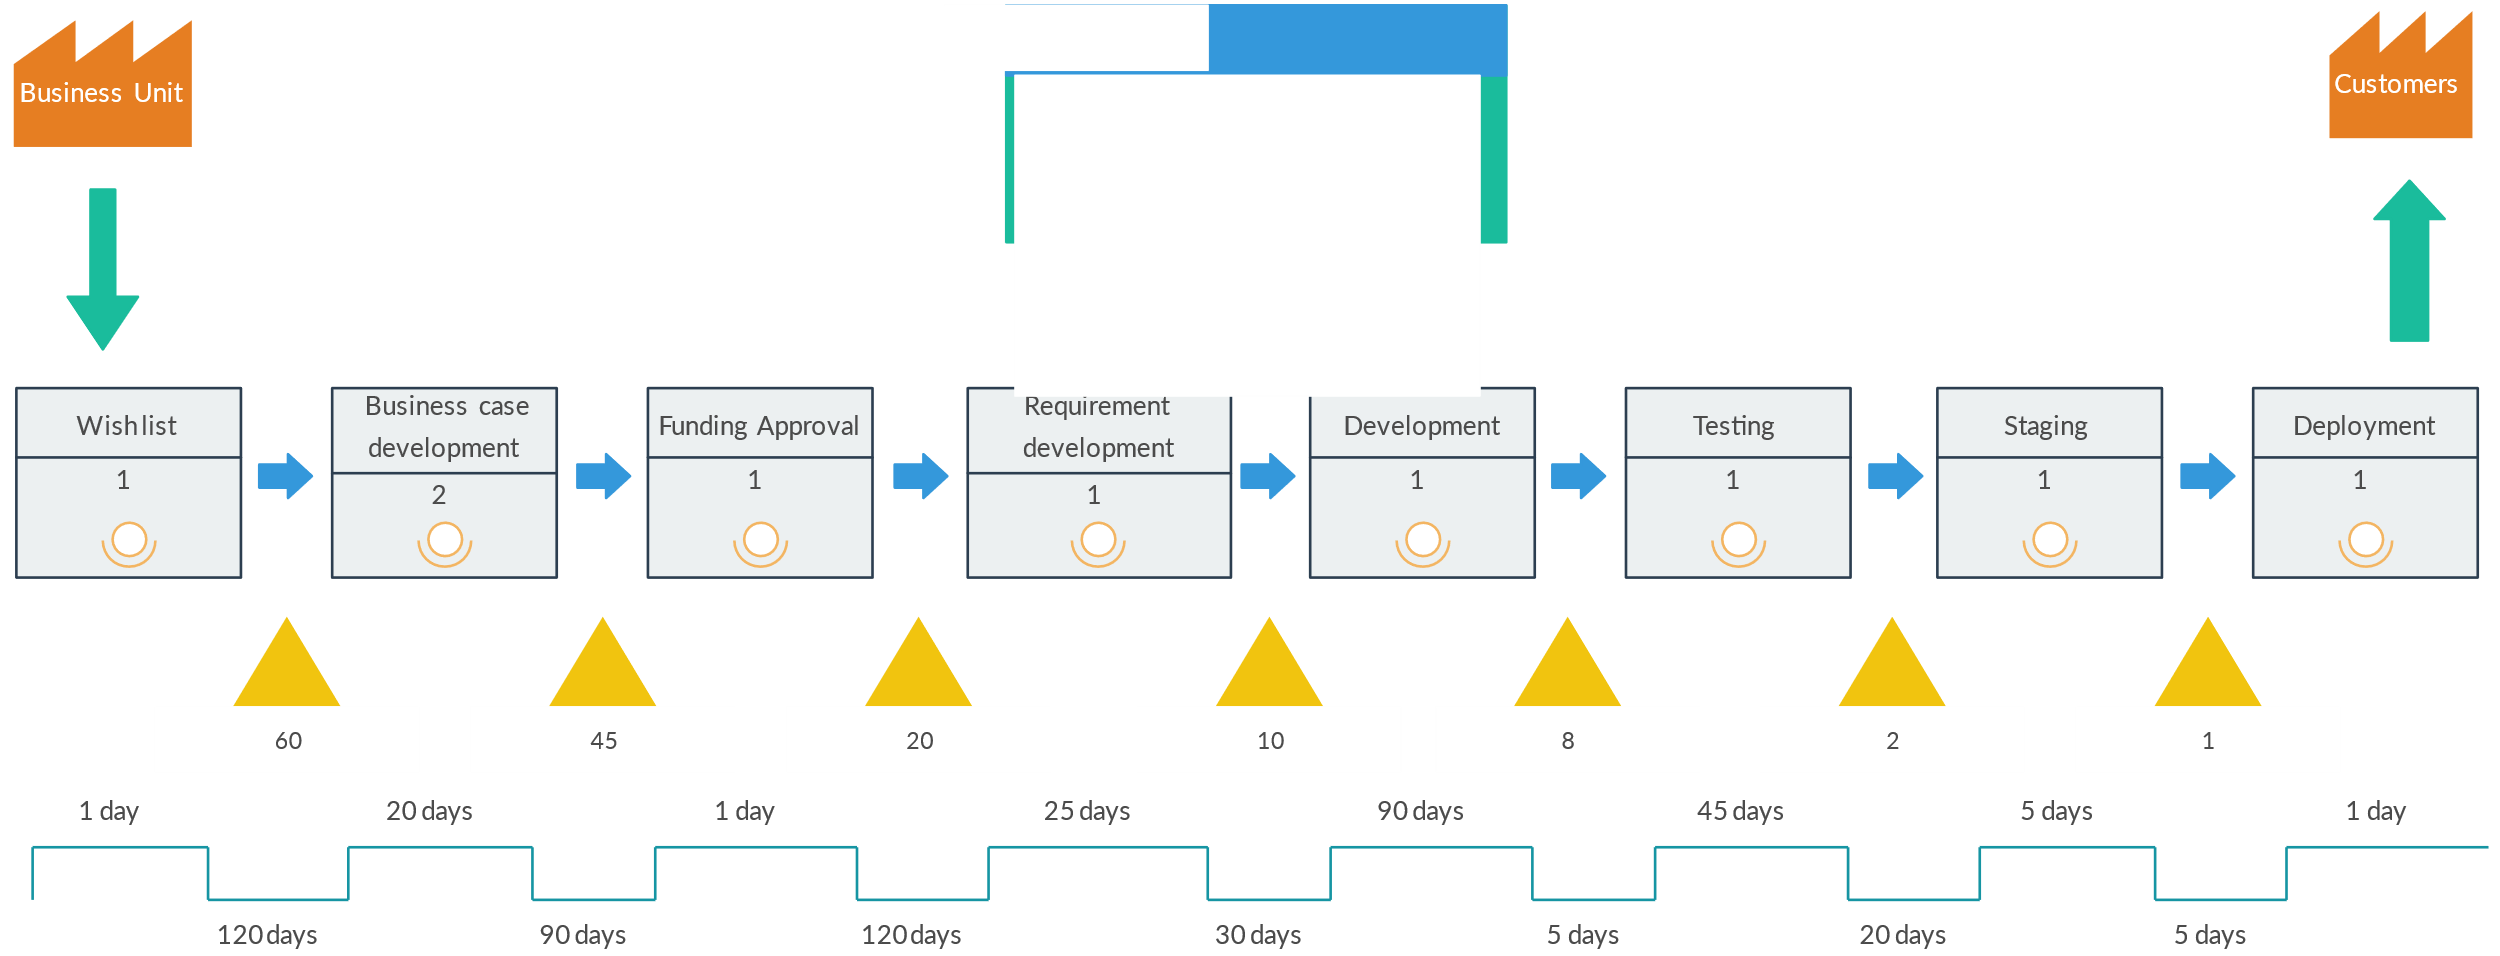 Business Unit
Customers
Wish list
Business case
development
Funding Approval
Requirement
development
Development
Testing
Staging
Deployment
1
2
1
1
1
1
1
1
60
45
20
10
8
2
1
1 day
20 days
1 day
25 days
90 days
45 days
5 days
1 day
120 days
90 days
120 days
30 days
5 days
20 days
5 days